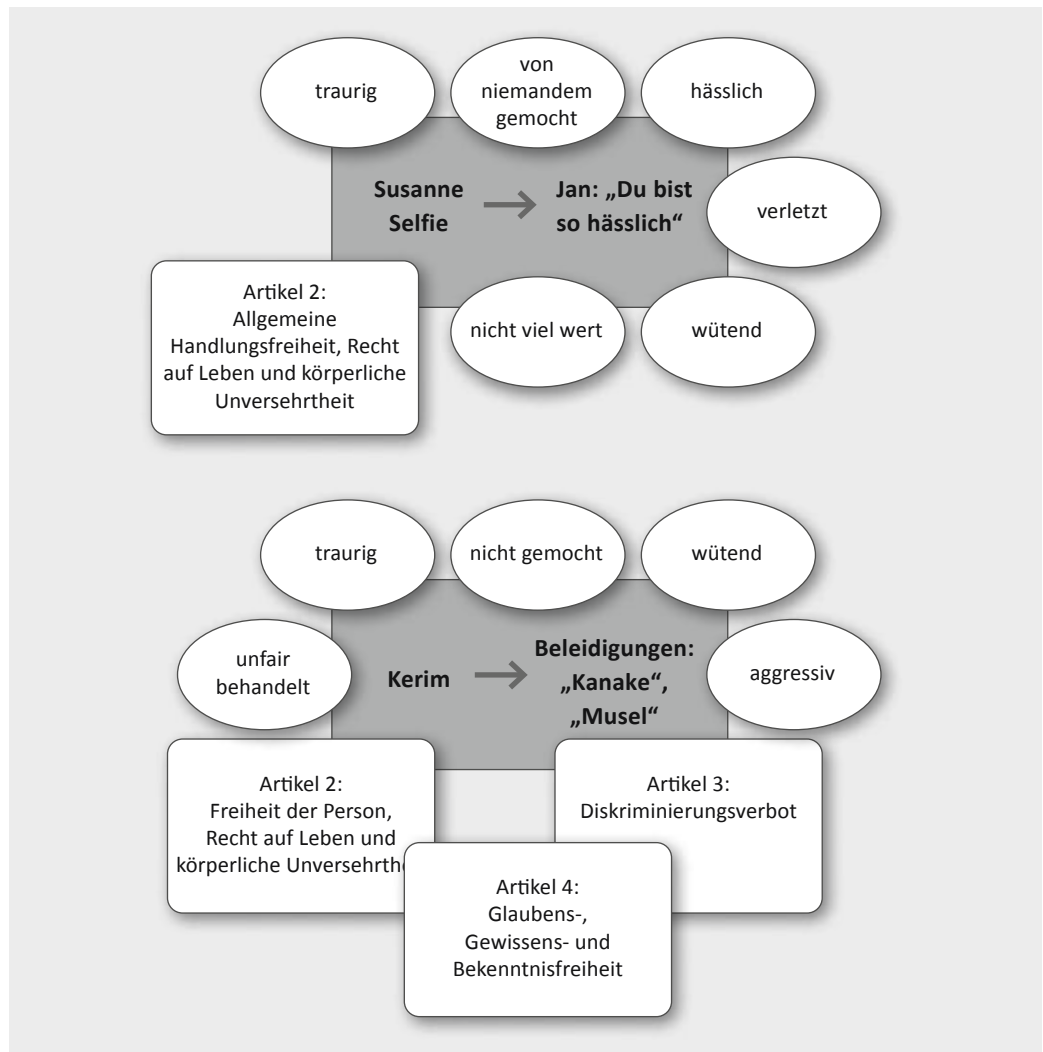 traurig
von
niemandem
gemocht
hässlich
Susanne
Selfie
Jan: „Du bist
so hässlich“
verletzt
Artikel 2:
Allgemeine
Handlungsfreiheit, Recht
auf Leben und körperliche
Unversehrtheit
nicht viel wert
wütend
traurig
nicht gemocht
wütend
unfair
behandelt
Kerim
Beleidigungen:
„Kanake“,
„Musel“
aggressiv
Artikel 2:
Freiheit der Person,
Recht auf Leben und
körperliche Unversehrthe
Artikel 3:
Diskriminierungsverbot
Artikel 4:
Glaubens-,
Gewissens- und
Bekenntnisfreiheit